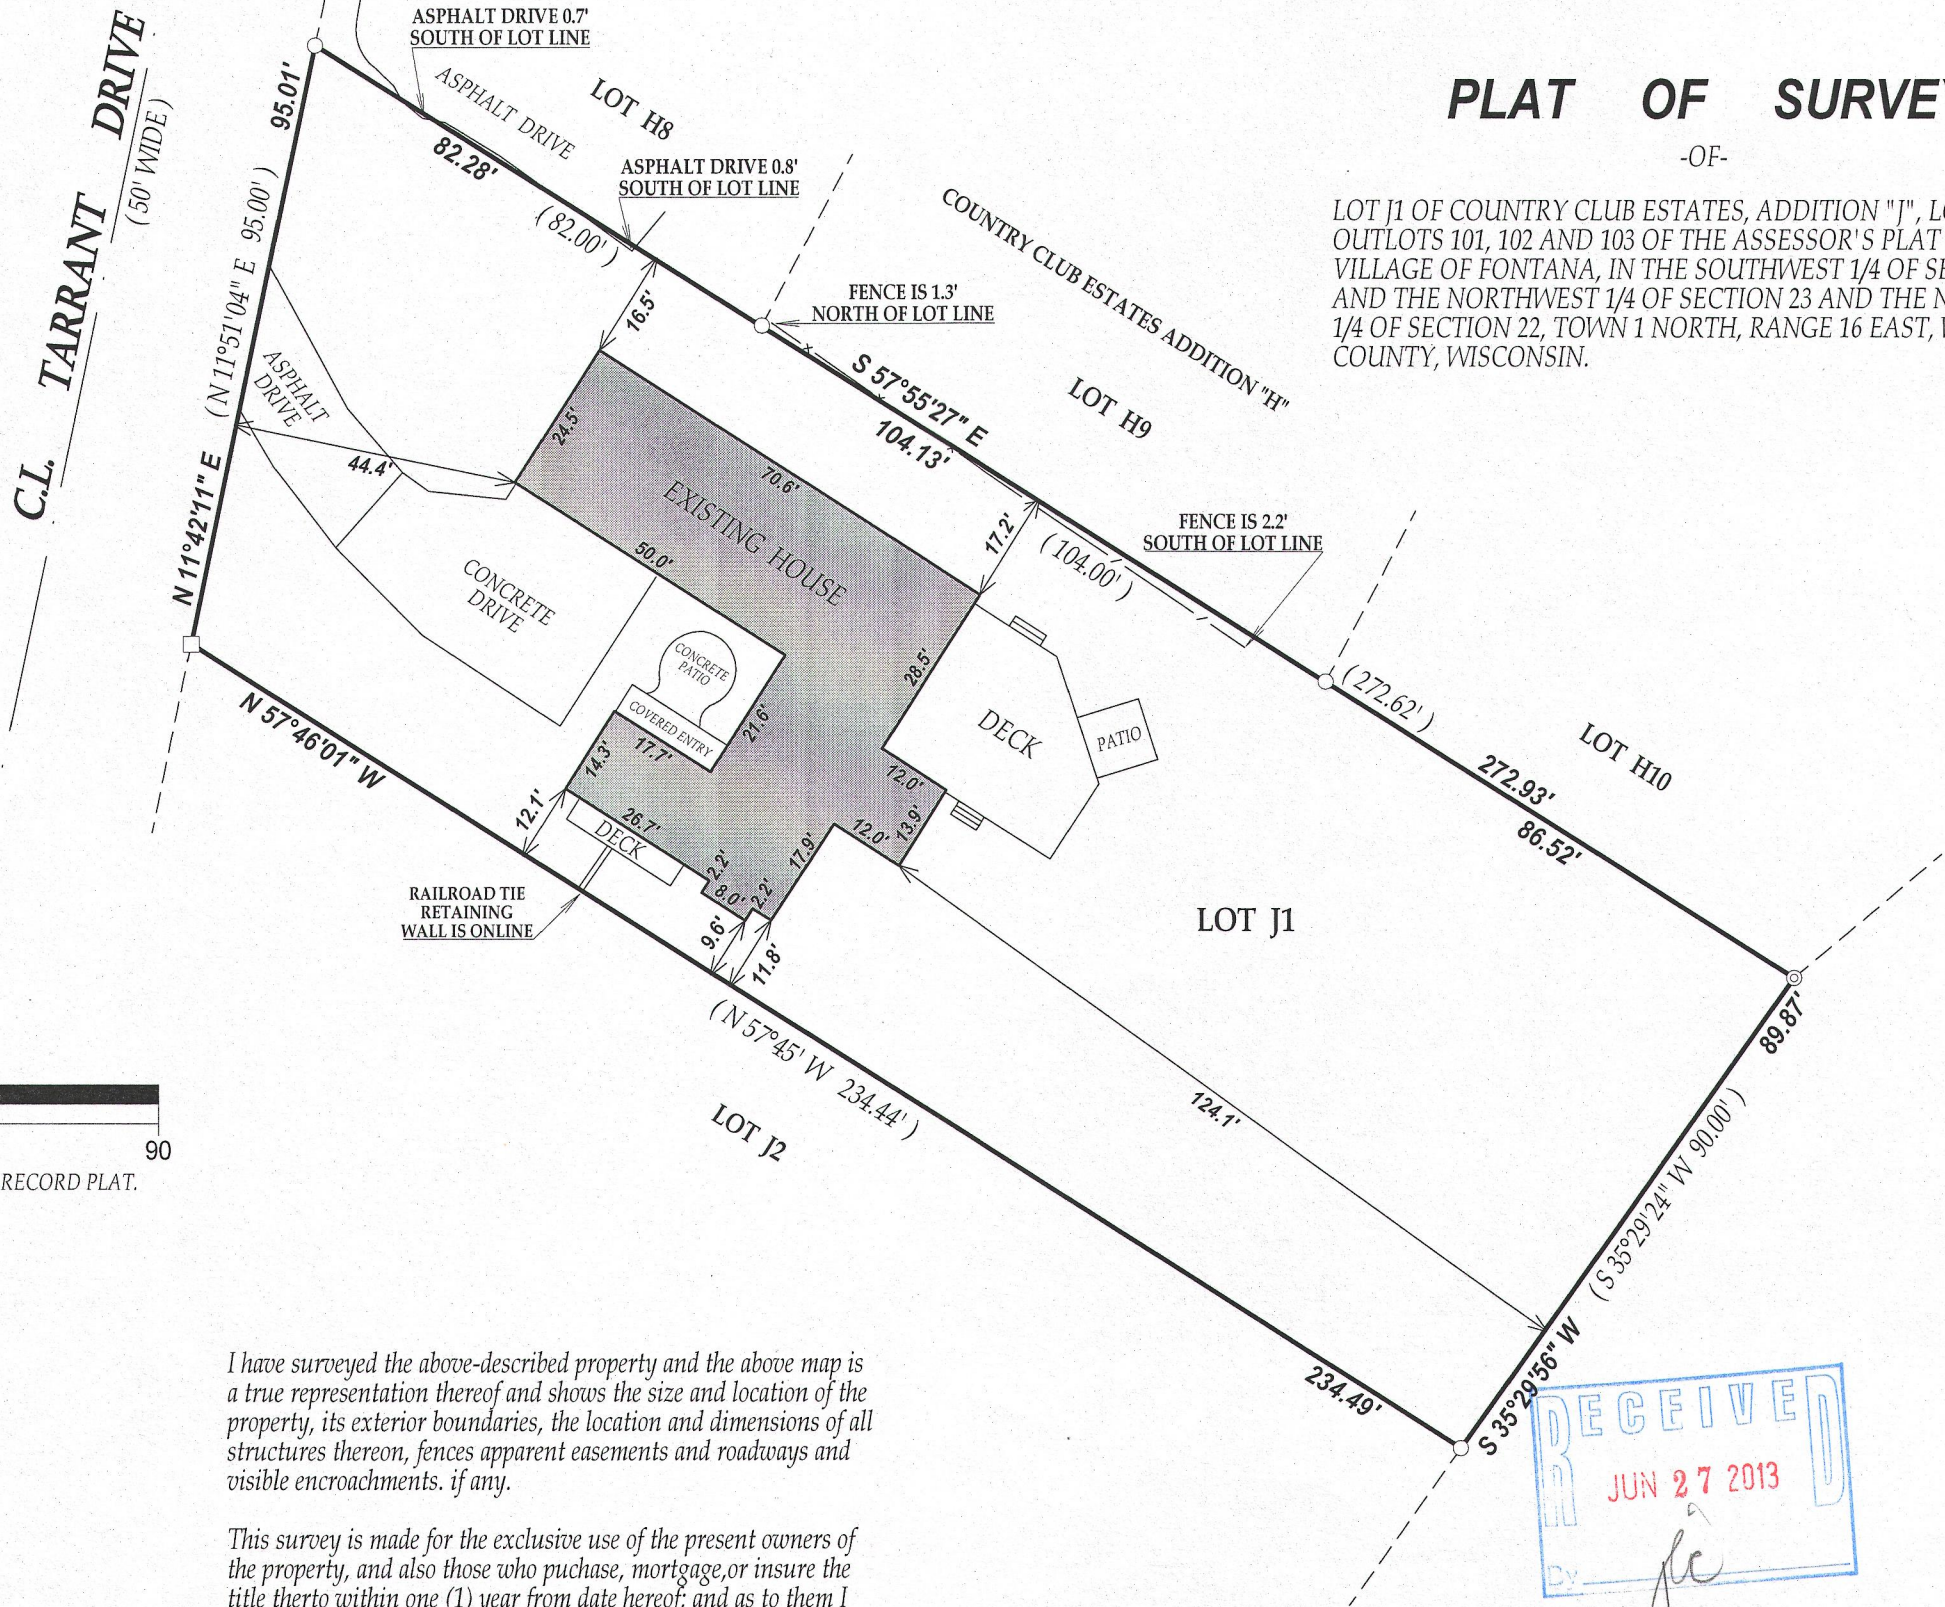 PLAT OF SURVEY
-OF-
LOT J1 OF COUNTRY CLUB ESTATES, ADDITION "J",
OUTLOTS 101, 102 AND 103 OF THE ASSESSOR'S PLAT
VILLAGE OF FONTANA, IN THE SOUTHWEST 1/4 OF
AND THE NORTHWEST 1/4 OF SECTION 23 AND THE
1/4 OF SECTION 22, TOWN 1 NORTH, RANGE 16 EAST,
COUNTY, WISCONSIN.
C.L. TARRANT DRIVE
( 50' WIDE )
95.01'
( N 11°51'04" E 95.00' )
N 11°42'11" E
ASPHALT DRIVE 0.7'
SOUTH OF LOT LINE
ASPHALT DRIVE
LOT H8
82.28'
( 82.00' )
ASPHALT DRIVE 0.8'
SOUTH OF LOT LINE
FENCE IS 1.3'
NORTH OF LOT LINE
COUNTRY CLUB ESTATES ADDITION "H"
S 57°55'27" E
104.13'
LOT H9
( 104.00' )
FENCE IS 2.2'
SOUTH OF LOT LINE
( 272.62' )
272.93'
86.52'
LOT H10
16.5'
17.2'
ASPHALT
DRIVE
44.4'
24.5'
70.6'
EXISTING HOUSE
50.0'
CONCRETE
DRIVE
CONCRETE
PATIO
COVERED ENTRY
17.7'
21.6'
14.3'
28.5'
DECK
PATIO
12.0'
13.9'
12.0'
17.9'
26.7'
DECK
2.2'
8.0'
2.2'
12.1'
9.6'
11.8'
RAILROAD TIE
RETAINING
WALL IS ONLINE
LOT J1
124.1'
N 57°46'01" W
( N 57°45' W 234.44' )
234.49'
LOT J2
89.87'
( S 35°29'24" W 90.00' )
S 35°29'56" W
90
RECORD PLAT.
I have surveyed the above-described property and the above map is
a true representation thereof and shows the size and location of the
property, its exterior boundaries, the location and dimensions of all
structures thereon, fences apparent easements and roadways and
visible encroachments. if any.
This survey is made for the exclusive use of the present owners of
the property, and also those who puchase, mortgage,or insure the
title therto within one (1) year from date hereof; and as to them I
RECEIVED
JUN 27 2013
By